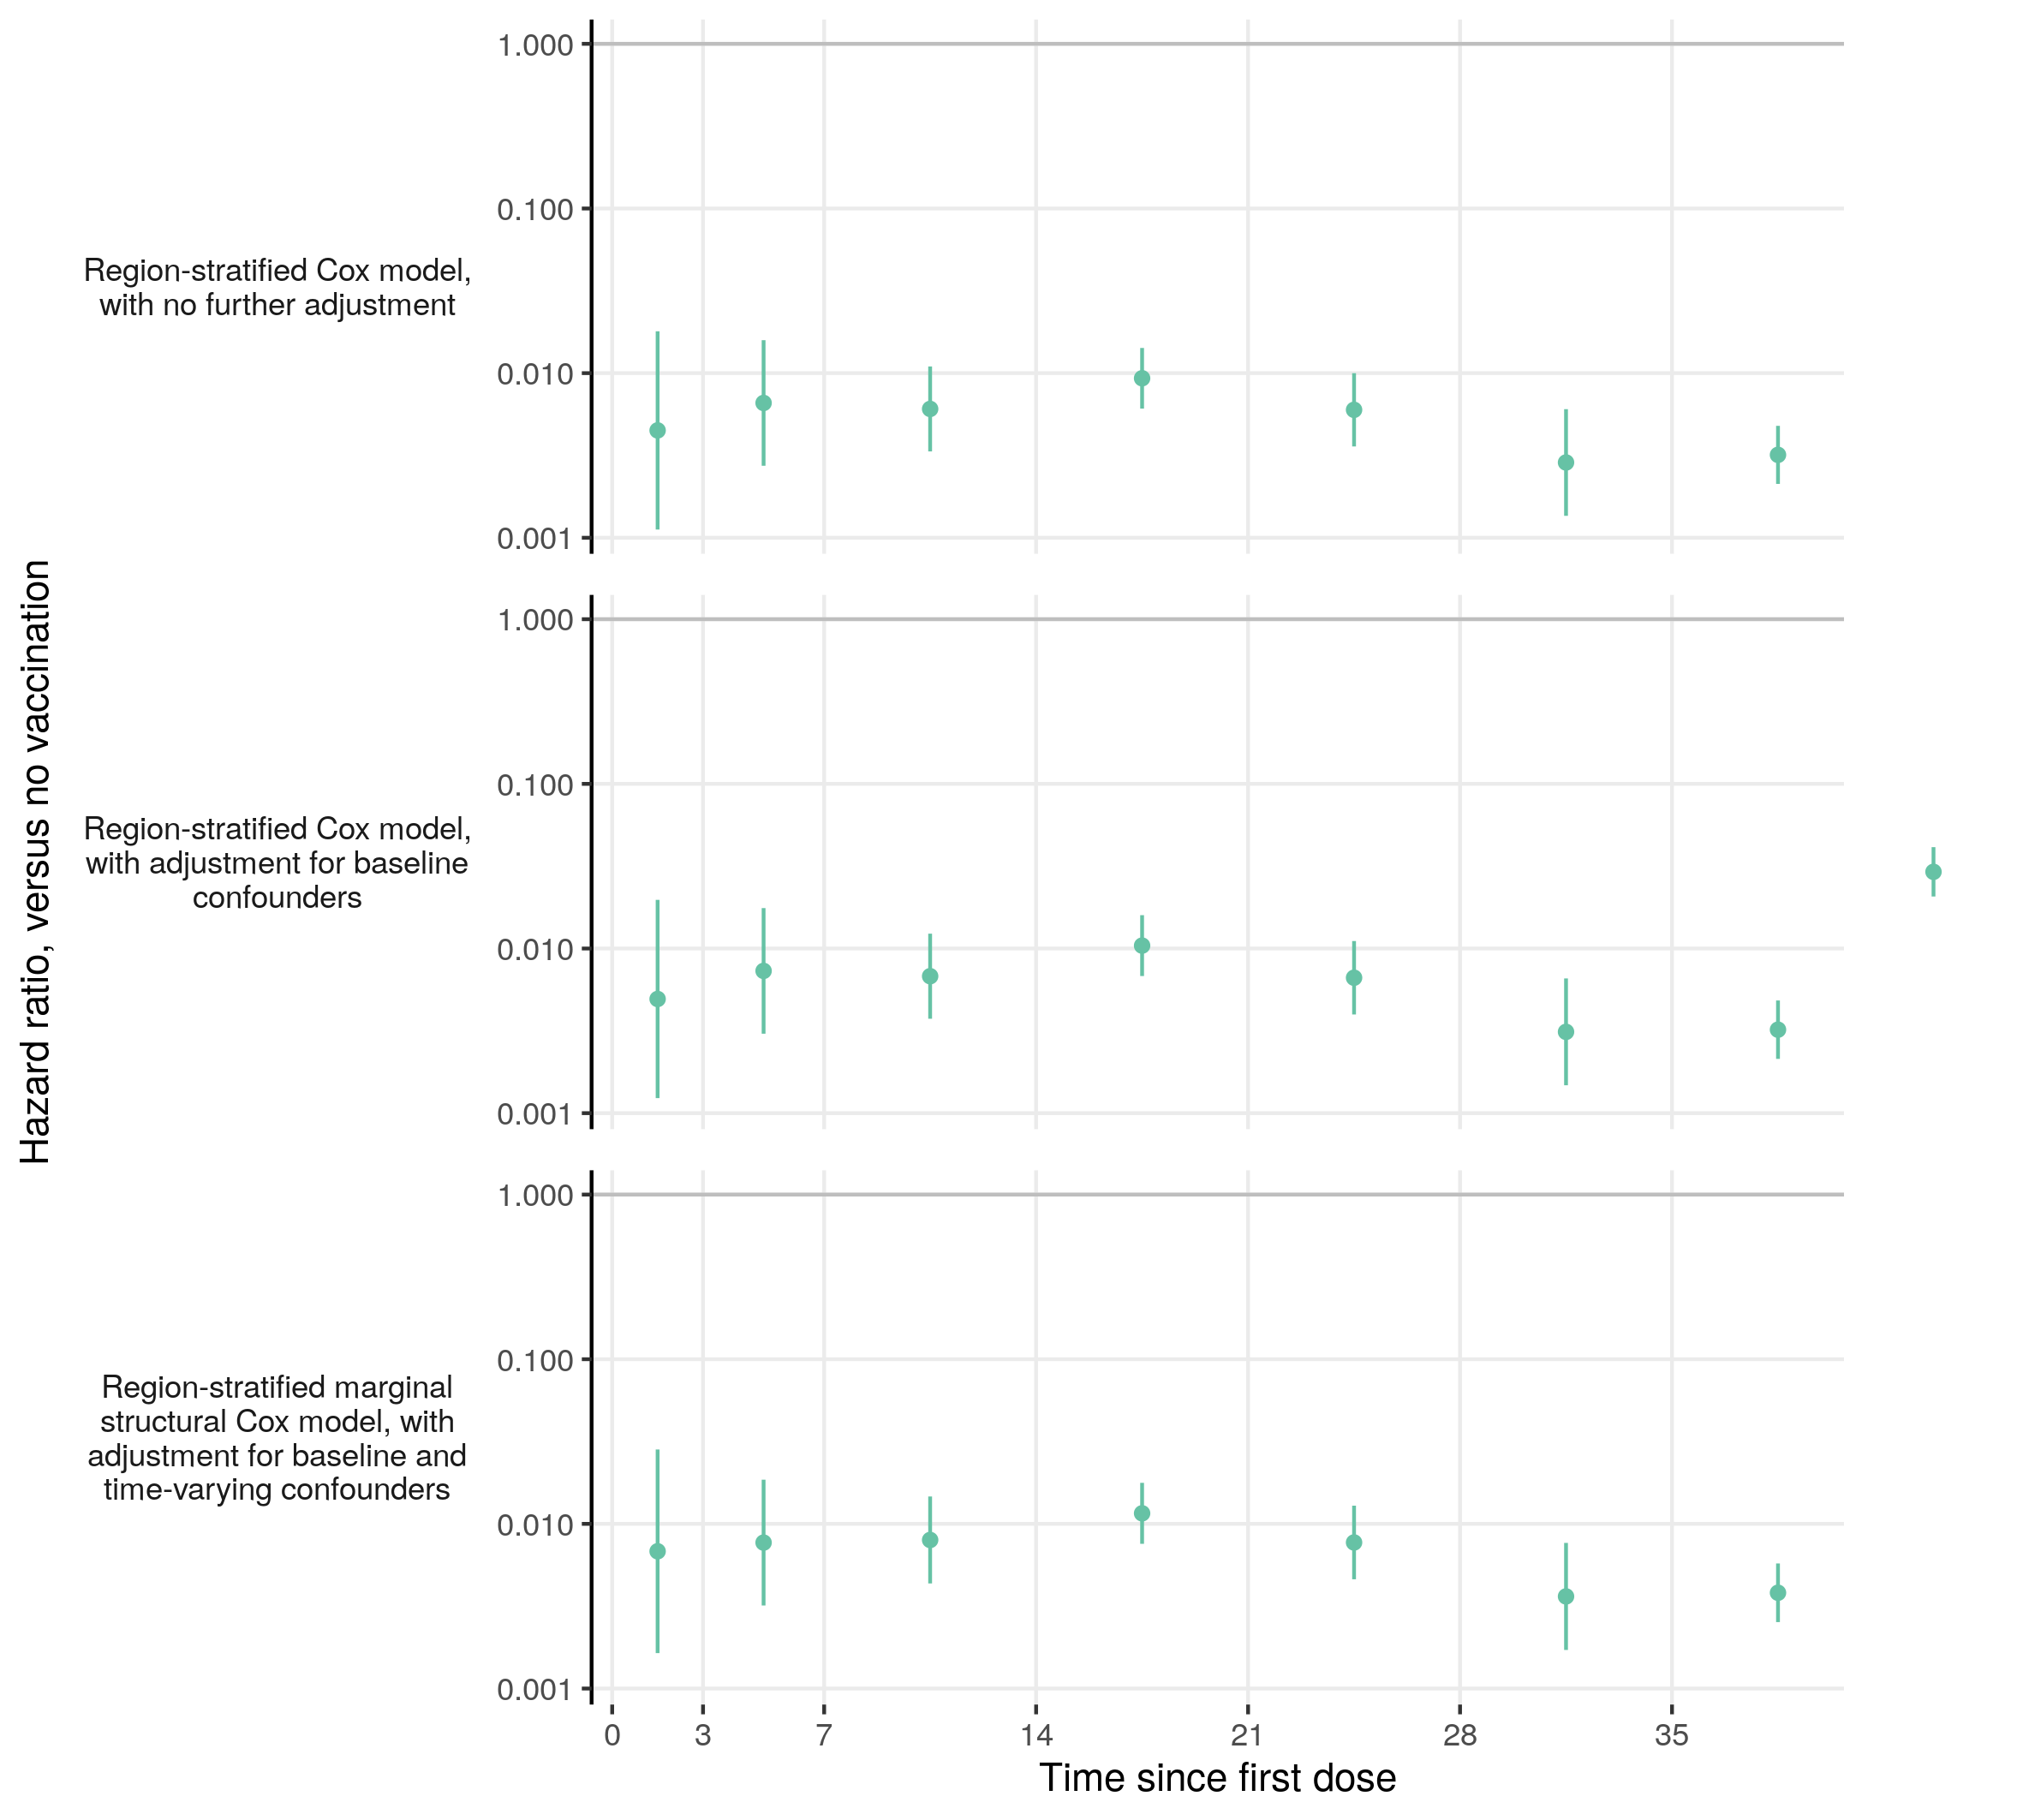 Hazard ratio, versus no vaccination
Region-stratified Cox model,
with no further adjustment
1.000
0.100
0.010
0.001
Region-stratified Cox model,
with adjustment for baseline
confounders
1.000
0.100
0.010
0.001
Region-stratified marginal
structural Cox model, with
adjustment for baseline and
time-varying confounders
1.000
0.100
0.010
0.001
0 3 7 14 21 28 35
Time since first dose